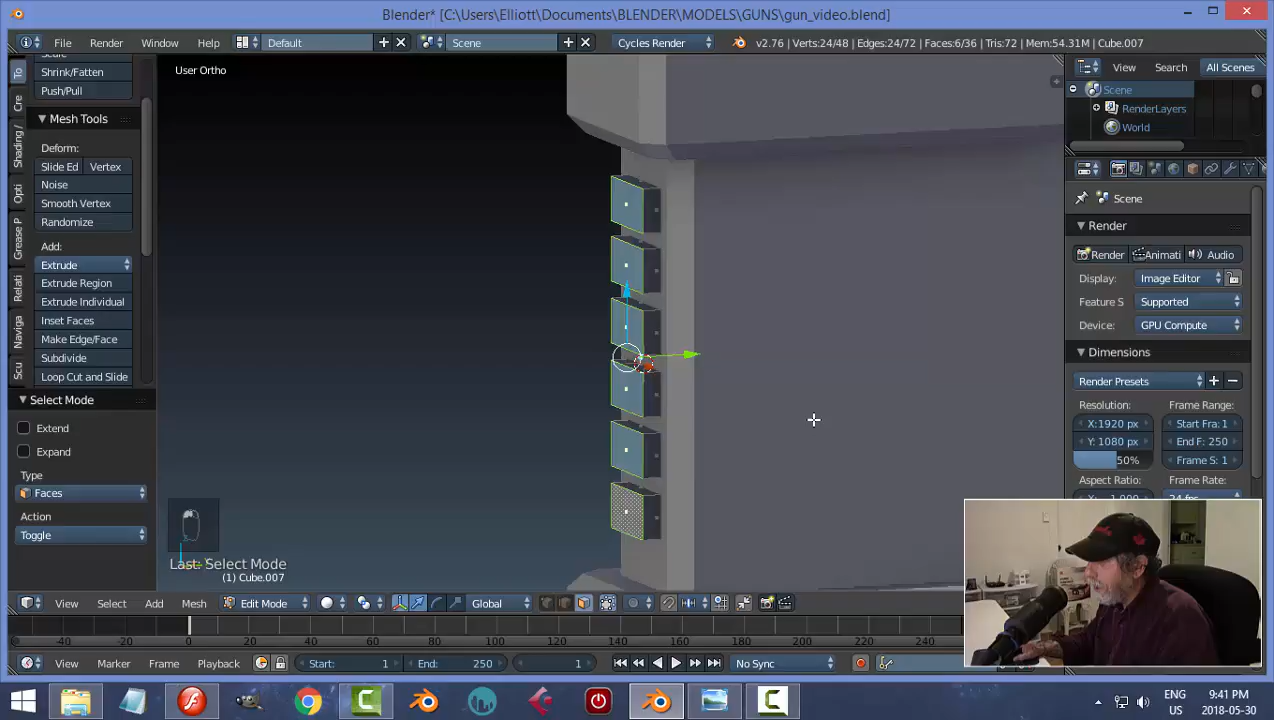 Blender* [C:\Users\Elliott\Documents\BLENDER\MODELS\GUNS\gun_video.blend]
File Render Window Help Default Scene Cycles Render v2.76 | Verts:24/48 | Edges:24/72 | Faces:6/36 | Tris:72 | Mem:54.31M | Cube.007
Shrink/Fatten
Push/Pull
Mesh Tools
Deform:
Slide Ed Vertex
Noise
Smooth Vertex
Randomize
Add:
Extrude
Extrude Region
Extrude Individual
Inset Faces
Make Edge/Face
Subdivide
Loop Cut and Slide
To
Cre
Shading /
Opti
Grease P
Relati
Naviga
Scu
Select Mode
Extend
Expand
Type
Faces
Action
Toggle
User Ortho
Last: Select Mode
(1) Cube.007
View Search All Scenes
Scene
RenderLayers
World
Scene
Render
Render Animati Audio
Display: Image Editor
Feature S Supported
Device: GPU Compute
Dimensions
Render Presets
Resolution: Frame Range:
X:1920 px Start Fra: 1
Y: 1080 px End F: 250
50% Frame S: 1
Aspect Ratio: Frame Rate:
View Select Add Mesh Edit Mode Global
-40 -20 0 20 40 60 80 100 120 140 160 180 200 220 240
View Marker Frame Playback Start: 1 End: 250 1 No Sync
ENG 9:41 PM
US 2018-05-30